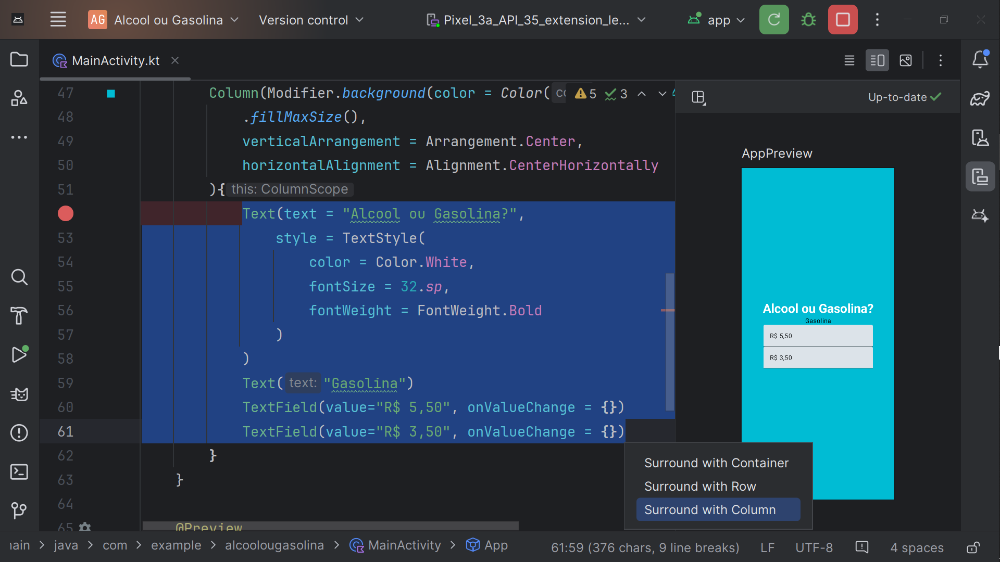 AG Alcool ou Gasolina Version control Pixel_3a_API_35_extension_le... app
MainActivity.kt
47 Column(Modifier.background(color = Color( 5 3
48 .fillMaxSize(),
49 verticalArrangement = Arrangement.Center,
50 horizontalAlignment = Alignment.CenterHorizontally
51 ){ this: ColumnScope
Text(text = "Alcool ou Gasolina?",
53 style = TextStyle(
54 color = Color.White,
55 fontSize = 32.sp,
56 fontWeight = FontWeight.Bold
57 )
58 )
59 Text( text: "Gasolina")
60 TextField(value="R$ 5,50", onValueChange = {})
61 TextField(value="R$ 3,50", onValueChange = {})
62 }
63 }
64
65 @Preview
Up-to-date
AppPreview
Alcool ou Gasolina?
Gasolina
R$ 5,50
R$ 3,50
Surround with Container
Surround with Row
Surround with Column
java > com > example > alcoolougasolina > MainActivity > App 61:59 (376 chars, 9 line breaks) LF UTF-8 4 spaces